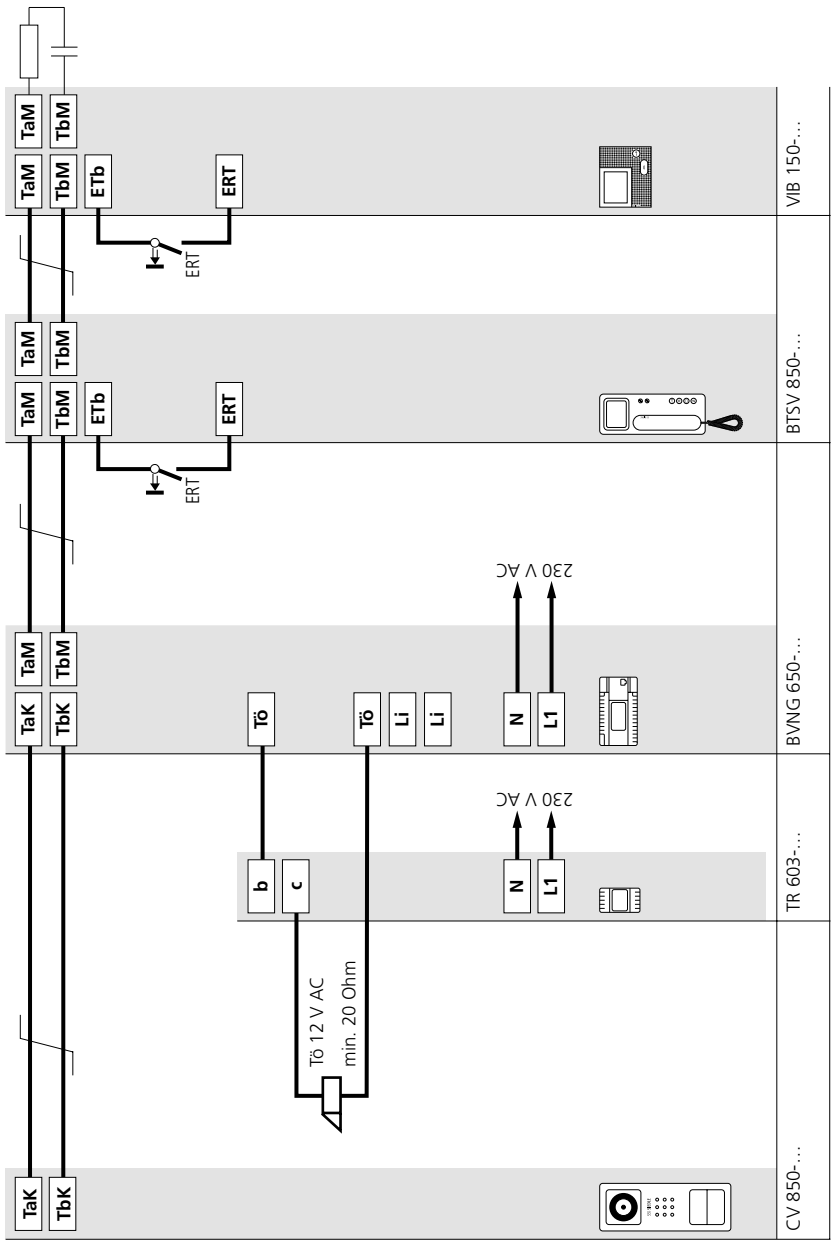 TaK
TbK
CV 850-...
Tö 12 V AC
min. 20 Ohm
b
c
N
L1
230 V AC
TR 603-...
TaK
TbK
TaM
TbM
Tö
Tö
Li
Li
N
L1
230 V AC
BVNG 650-...
ERT
TaM
TbM
ETb
ERT
TaM
TbM
BTSV 850-...
ERT
TaM
TbM
ETb
ERT
TaM
TbM
VIB 150-...